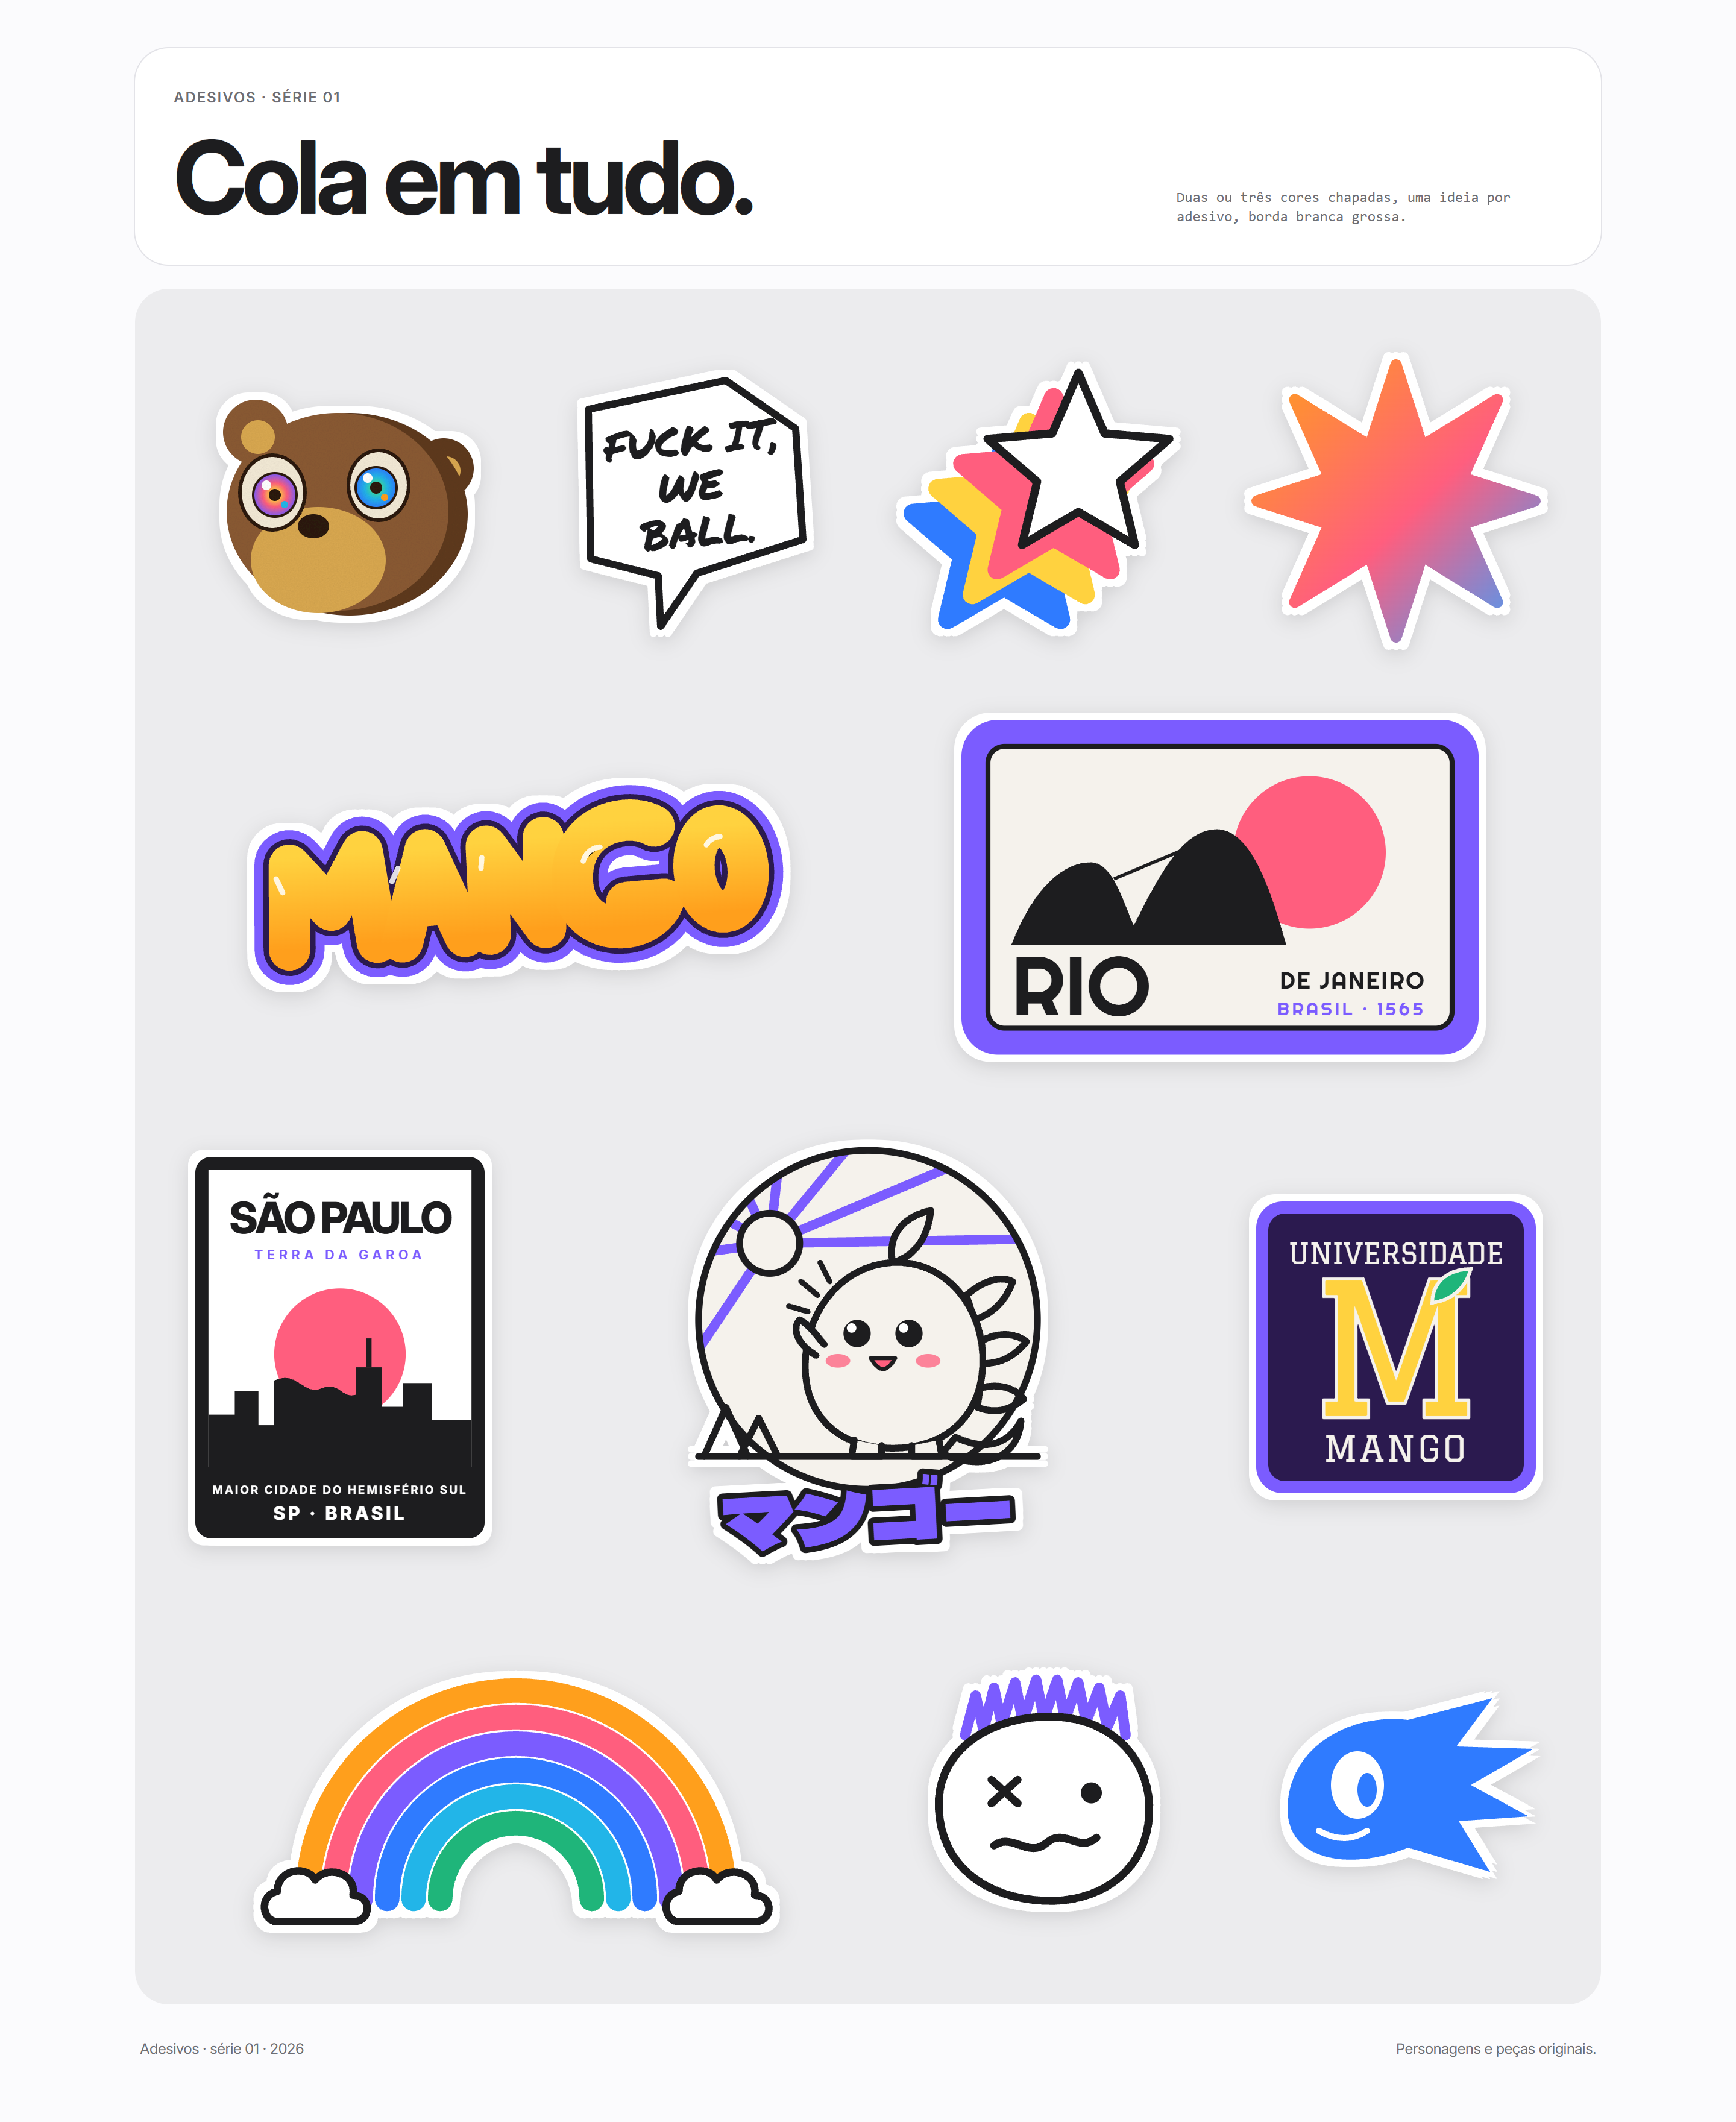 ADESIVOS · SÉRIE 01
Cola em tudo.
Duas ou três cores chapadas, uma ideia por
adesivo, borda branca grossa.
FUCK IT,
WE
BALL.
MANGO
RIO
DE JANEIRO
BRASIL · 1565
SÃO PAULO
TERRA DA GAROA
MAIOR CIDADE DO HEMISFÉRIO SUL
SP · BRASIL
マンゴー
UNIVERSIDADE
M
MANGO
Adesivos · série 01 · 2026
Personagens e peças originais.